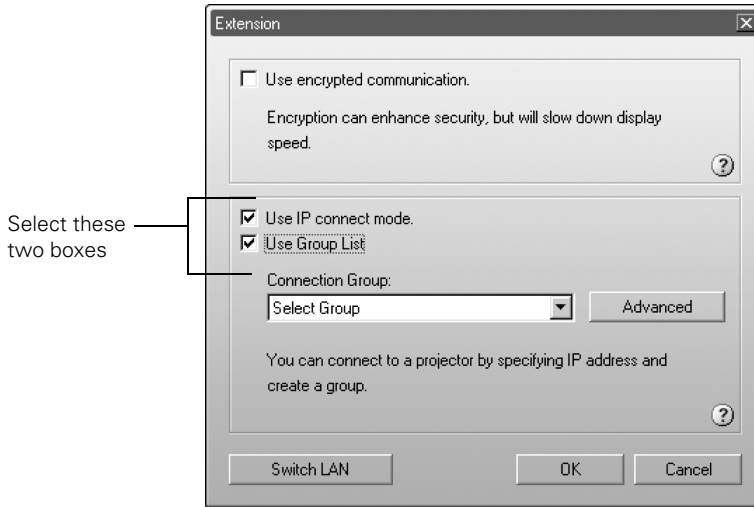 Extension
Use encrypted communication.
Encryption can enhance security, but will slow down display
speed.
?
Select these
two boxes
Use IP connect mode.
Use Group List
Connection Group:
Select Group
Advanced
You can connect to a projector by specifying IP address and
create a group.
?
Switch LAN
OK
Cancel